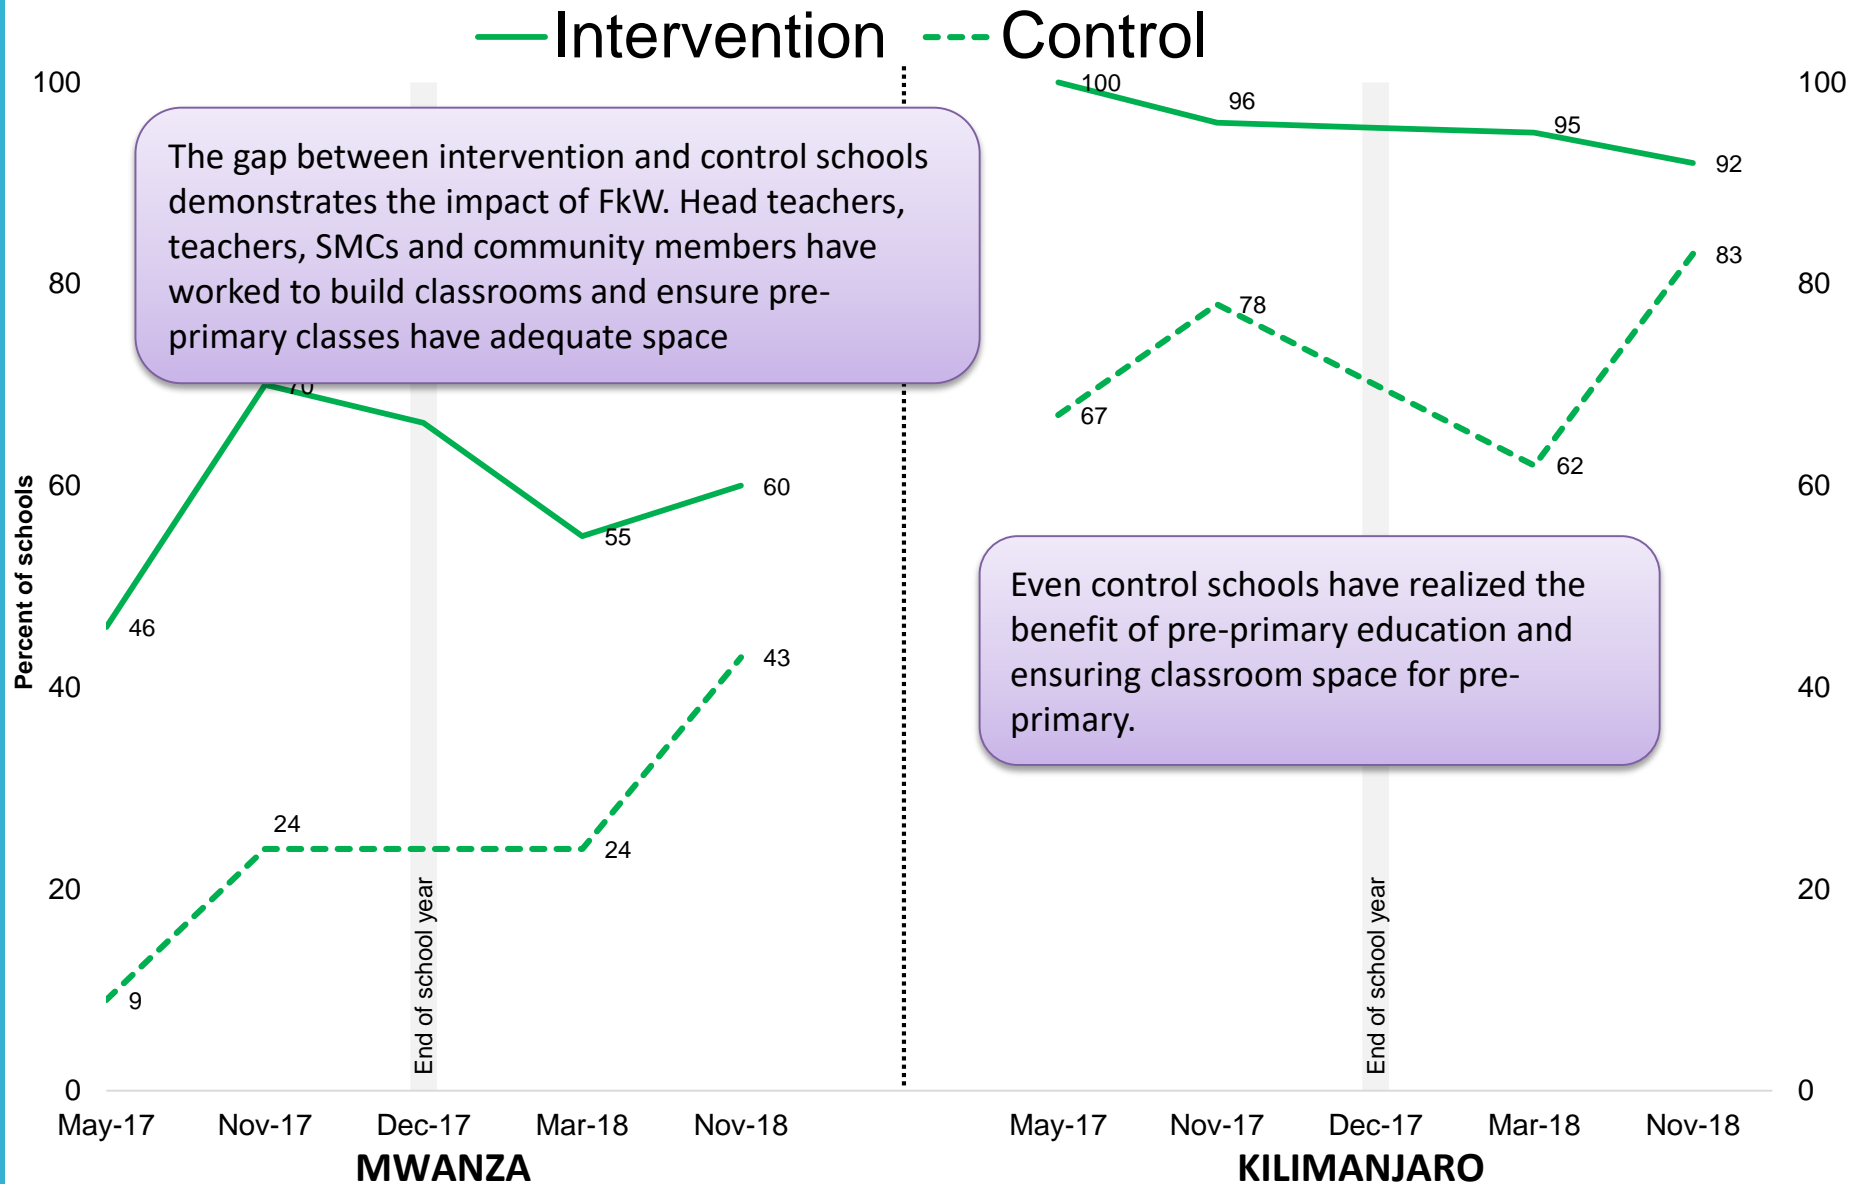 Intervention Control
100
80
60
40
20
0
Percent of schools
The gap between intervention and control schools
demonstrates the impact of FkW. Head teachers,
teachers, SMCs and community members have
worked to build classrooms and ensure pre-
primary classes have adequate space
70
46
55
60
24
24
43
9
End of school year
May-17 Nov-17 Dec-17 Mar-18 Nov-18
MWANZA
100
96
95
92
67
78
62
83
Even control schools have realized the
benefit of pre-primary education and
ensuring classroom space for pre-
primary.
End of school year
May-17 Nov-17 Dec-17 Mar-18 Nov-18
KILIMANJARO
100
80
60
40
20
0